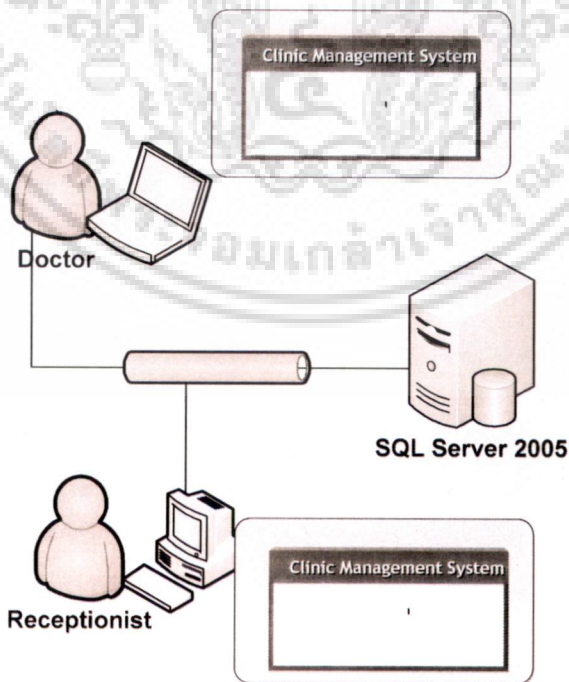 Clinic Management System
Doctor
SQL Server 2005
Clinic Management System
Receptionist